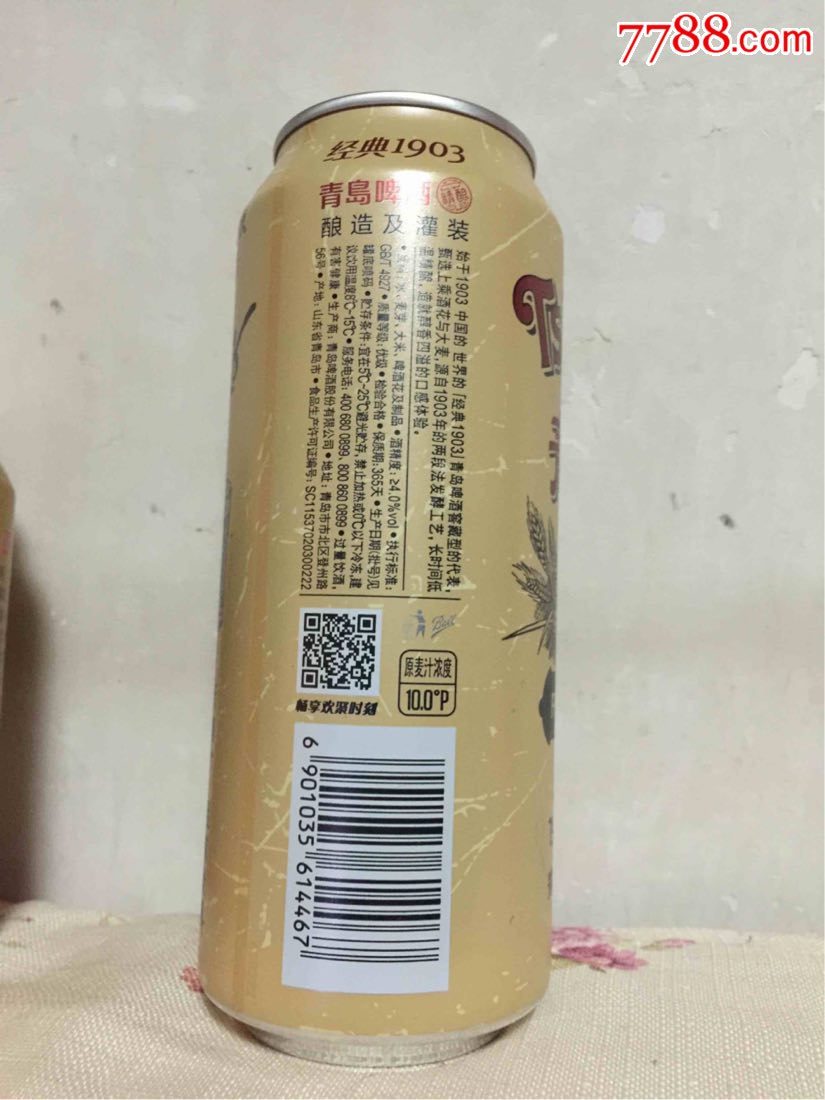 7788.com
经典1903
青島啤酒
精酿
酿造及灌装
始于1903 中国的 世界的「经典1903」青岛啤酒窖藏型的代表,
甄选上乘酒花与大麦,源自1903年的两段法发酵工艺,长时间低
温精酿,造就醇香四溢的口感体验。
水、麦芽、大米、啤酒花及制品 • 酒精度:≥4.0%vol • 执行标准:
GB/T 4927 • 质量等级:优级 • 检验合格 • 保质期:365天 • 生产日期(批号)见
罐底喷码 • 贮存条件:宜在5℃-25℃避光贮存,禁止加热或0℃以下冷冻,建
议饮用温度8℃-15℃ • 服务电话:400 680 0899、800 860 0899 • 过量饮酒,
有害健康 • 生产商:青岛啤酒股份有限公司 • 地址:青岛市市北区登州路
56号 • 产地:山东省青岛市 • 食品生产许可证编号:SC11537020300222
Ball
原麦汁浓度
10.0°P
畅享欢聚时刻
6 901035 614467